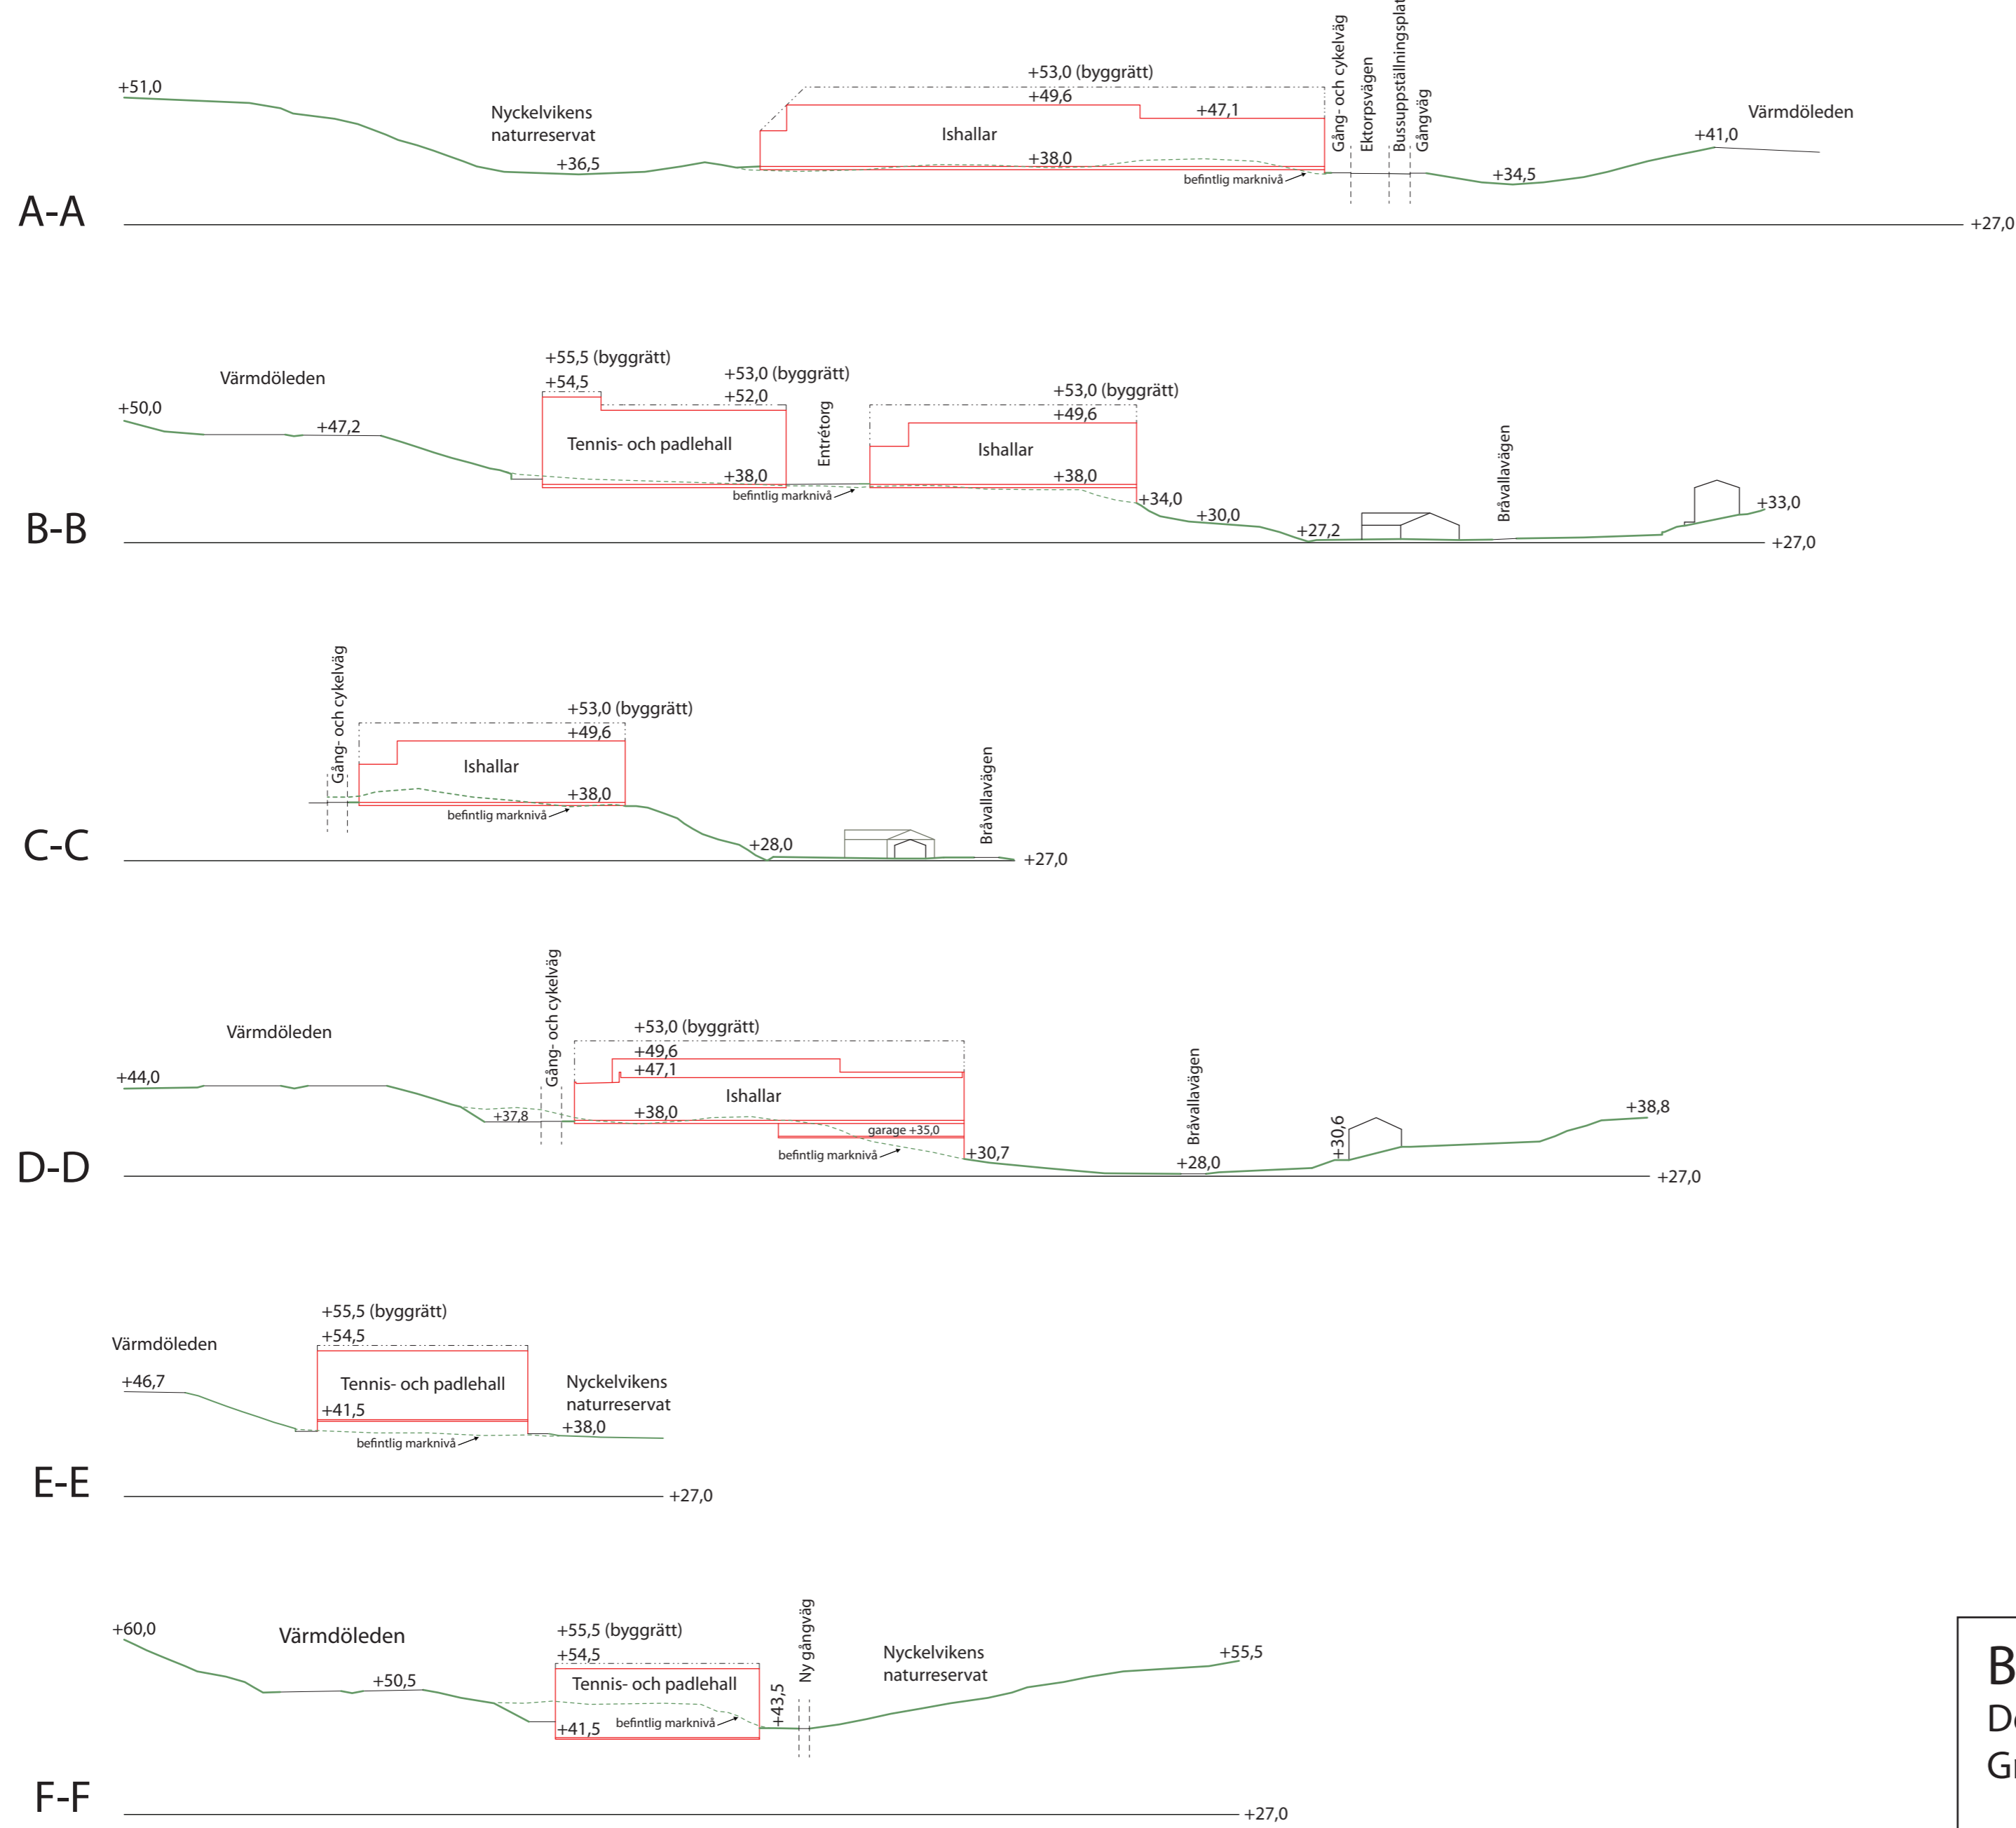 +51,0
Nyckelvikens
naturreservat
+36,5
+53,0 (byggrätt)
+49,6
+47,1
Ishallar
+38,0
befintlig marknivå
Gång- och cykelväg
Ektorpsvägen
Gångväg
+34,5
+41,0
Värmdöleden
A-A
+27,0
Värmdöleden
+50,0
+47,2
+55,5 (byggrätt)
+54,5
+53,0 (byggrätt)
+52,0
Tennis- och padlehall
+38,0
befintlig marknivå
Entrétorg
+53,0 (byggrätt)
+49,6
Ishallar
+38,0
+34,0
+30,0
+27,2
Bråvallavägen
+33,0
B-B
+27,0
Gång- och cykelväg
+53,0 (byggrätt)
+49,6
Ishallar
+38,0
befintlig marknivå
+28,0
Bråvallavägen
C-C
+27,0
Värmdöleden
+44,0
+37,8
Gång- och cykelväg
+53,0 (byggrätt)
+49,6
+47,1
Ishallar
+38,0
garage +35,0
befintlig marknivå
+30,7
Bråvallavägen
+28,0
+30,6
+38,8
D-D
+27,0
Värmdöleden
+46,7
+55,5 (byggrätt)
+54,5
Tennis- och padlehall
+41,5
befintlig marknivå
Nyckelvikens
naturreservat
+38,0
E-E
+27,0
+60,0
Värmdöleden
+50,5
+55,5 (byggrätt)
+54,5
Tennis- och padlehall
+41,5
befintlig marknivå
+43,5
Ny gångväg
Nyckelvikens
naturreservat
+55,5
F-F
+27,0